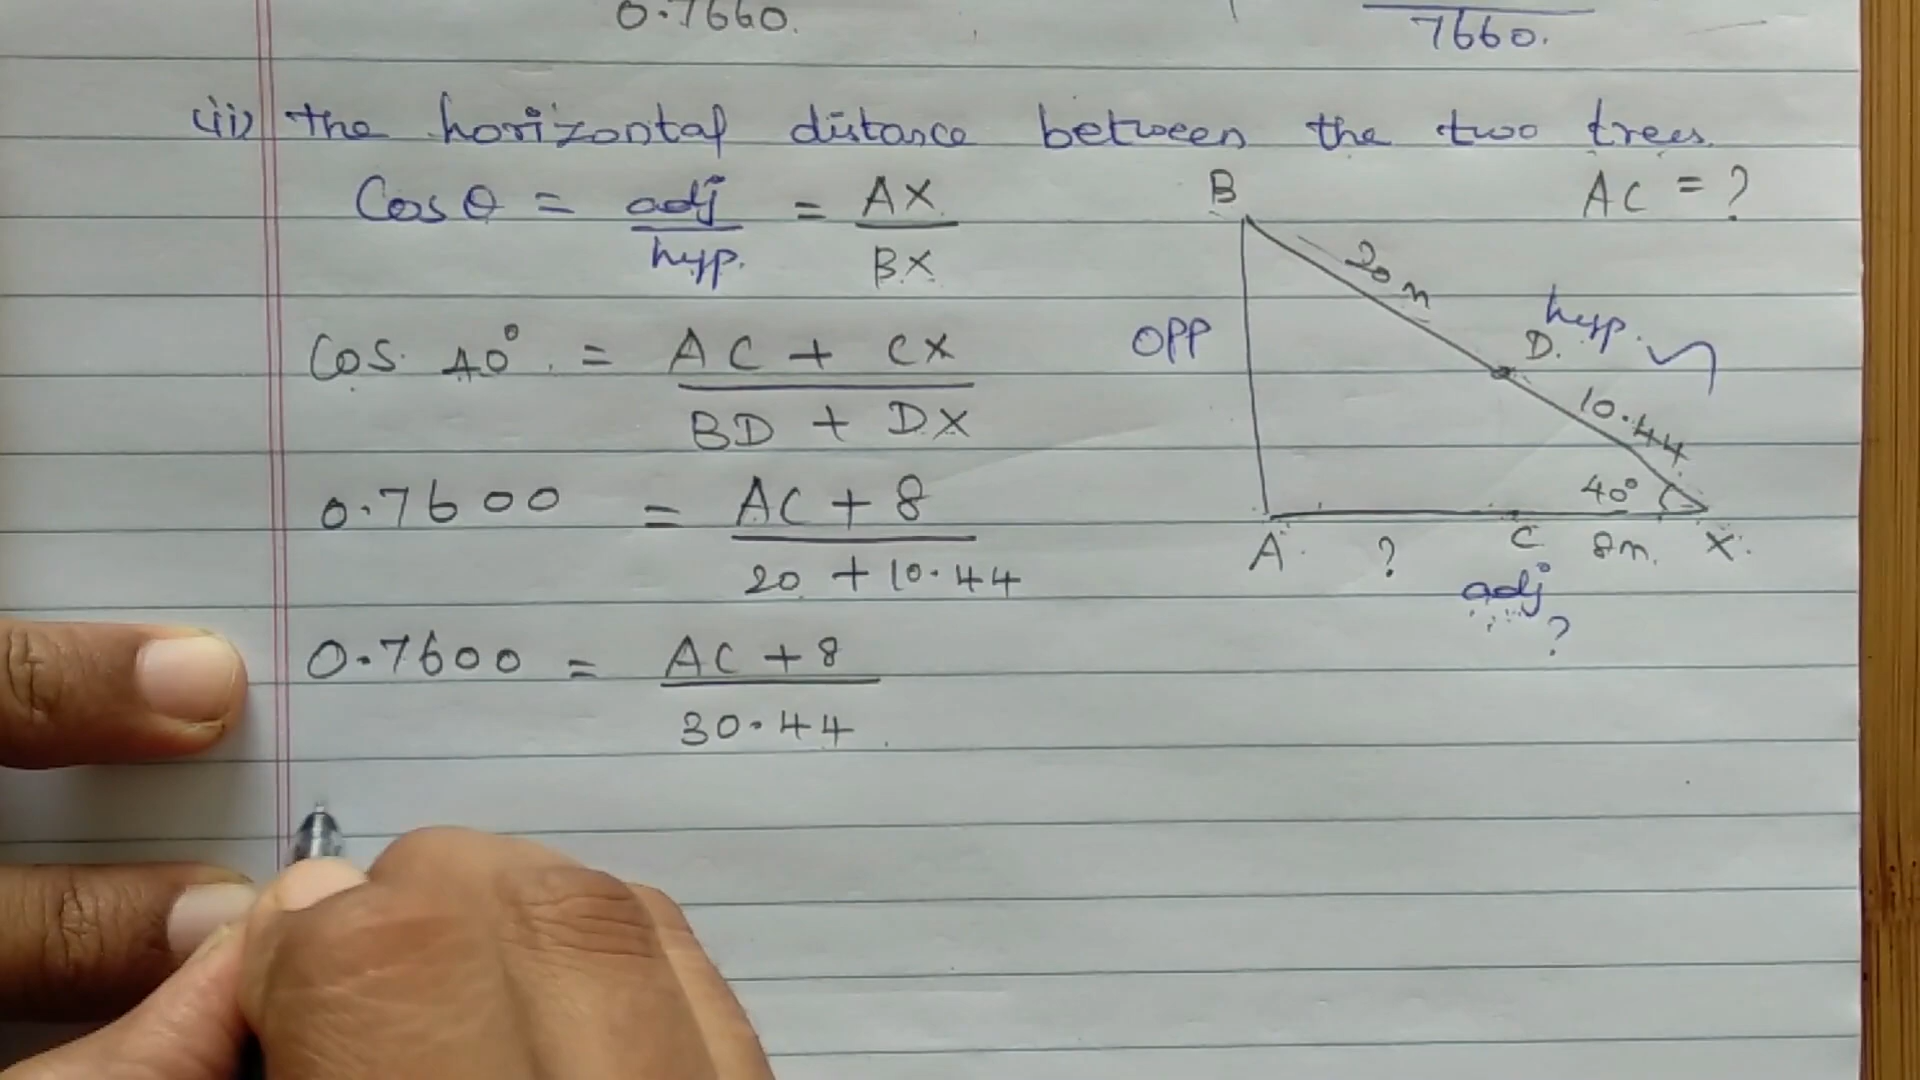 0.7660.
7660.
(ii) the horizontal distance between the two trees.
AC = ?
Cos θ = adj / hyp. = AX / BX
Cos 40° = AC + CX / BD + DX
0.7600 = AC + 8 / 20 + 10.44
0.7600 = AC + 8 / 30.44
B
20 m
hyp.
OPP
D.
10.44
40°
A ? C 8m. X.
adj
?